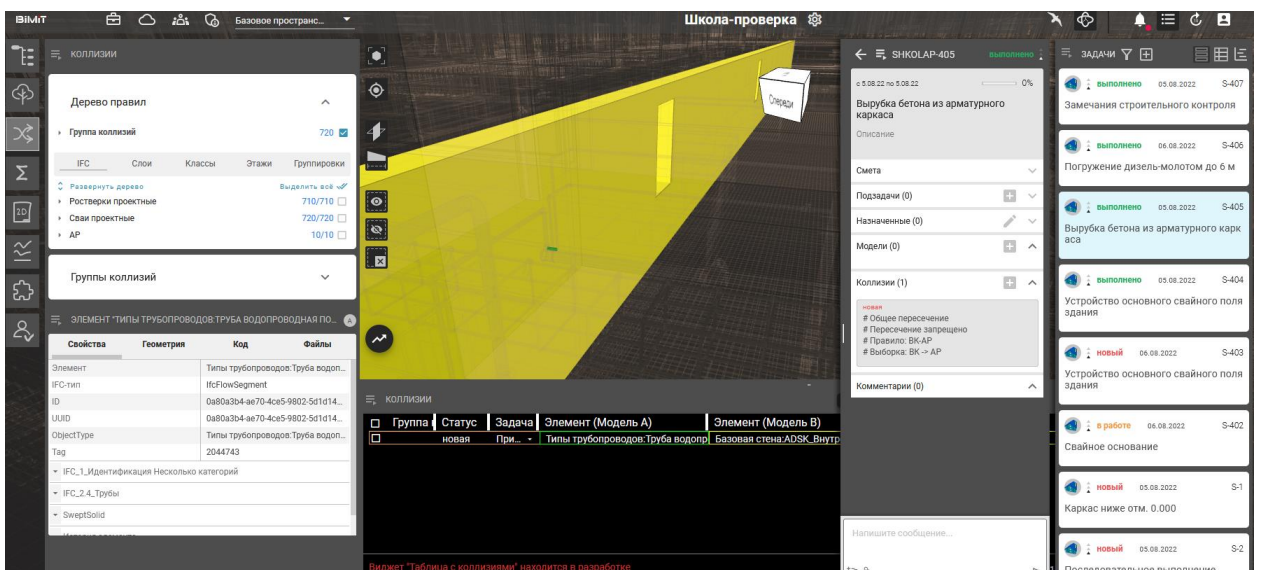 BIMIT
Базовое пространс...
Школа-проверка
КОЛЛИЗИИ
Дерево правил
Группа коллизий 720
IFC Слои Классы Этажи Группировки
Развернуть дерево Выделить всё
Ростверки проектные 710/710
Сваи проектные 720/720
АР 10/10
Группы коллизий
ЭЛЕМЕНТ "ТИПЫ ТРУБОПРОВОДОВ:ТРУБА ВОДОПРОВОДНАЯ ПО... A
Свойства Геометрия Код Файлы
Элемент Типы трубопроводов:Труба водоп...
IFC-тип IfcFlowSegment
ID 0a80a3b4-ae70-4ce5-9802-5d1d14...
UUID 0a80a3b4-ae70-4ce5-9802-5d1d14...
ObjectType Типы трубопроводов:Труба водоп...
Tag 2044743
IFC_1_Идентификация Несколько категорий
IFC_2.4_Трубы
SweptSolid
2D
Спереди
КОЛЛИЗИИ
Группа Статус Задача Элемент (Модель A) Элемент (Модель B)
новая При... Типы трубопроводов:Труба водопр Базовая стена:ADSK_Внутр
Виджет "Таблица с коллизиями" находится в разработке
SHKOLAP-405 выполнено
с 5.08.22 по 5.08.22 0%
Вырубка бетона из арматурного
каркаса
Описание
Смета
Подзадачи (0)
Назначенные (0)
Модели (0)
Коллизии (1)
новая
# Общее пересечение
# Пересечение запрещено
# Правило: ВК-АР
# Выборка: ВК -> АР
Комментарии (0)
Напишите сообщение...
ЗАДАЧИ
выполнено 05.08.2022 S-407
Замечания строительного контроля
выполнено 06.08.2022 S-406
Погружение дизель-молотом до 6 м
выполнено 05.08.2022 S-405
Вырубка бетона из арматурного карк
аса
выполнено 05.08.2022 S-404
Устройство основного свайного поля
здания
новый 06.08.2022 S-403
Устройство основного свайного поля
здания
в работе 06.08.2022 S-402
Свайное основание
новый 05.08.2022 S-1
Каркас ниже отм. 0.000
новый 05.08.2022 S-2
Последовательное выполнение